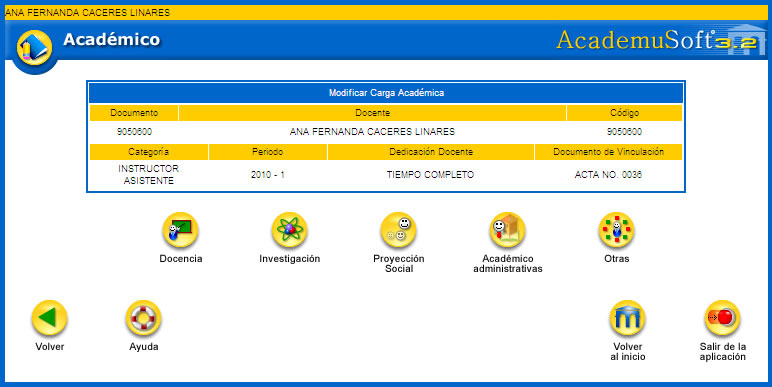 ANA FERNANDA CACERES LINARES
Académico
AcademuSoft 3.2
Modificar Carga Académica
Documento Docente Código
9050600 ANA FERNANDA CACERES LINARES 9050600
Categoría Periodo Dedicación Docente Documento de Vinculación
INSTRUCTOR
ASISTENTE 2010 - 1 TIEMPO COMPLETO ACTA NO. 0036
Docencia Investigación Proyección
Social Académico
administrativas Otras
Volver Ayuda Volver
al inicio Salir de la
aplicación